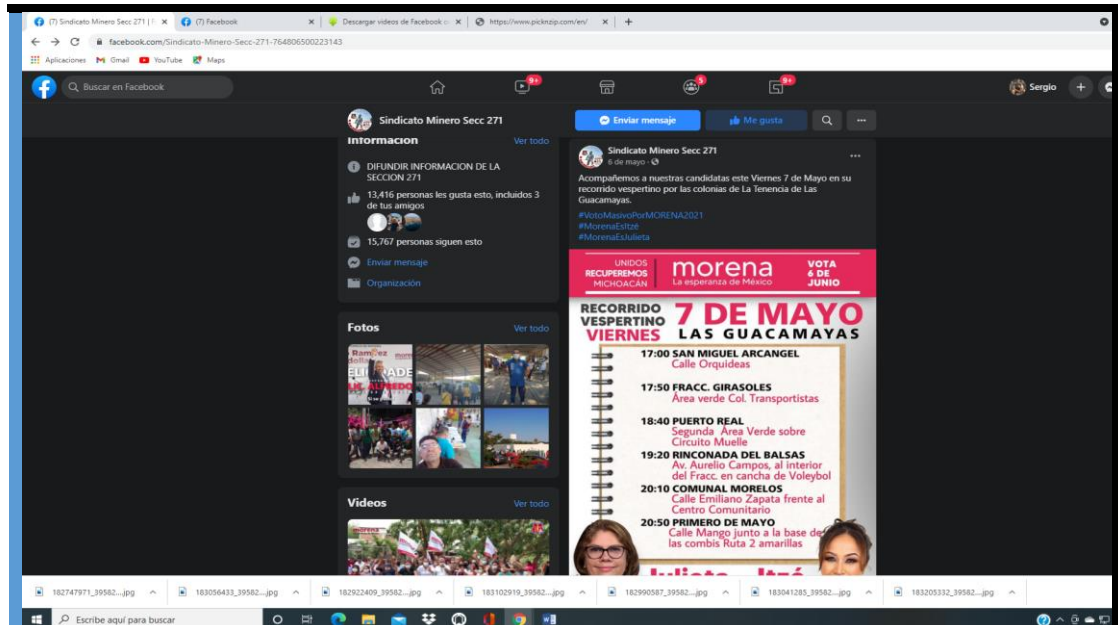 (7) Sindicato Minero Secc 271 |
(7) Facebook
Descargar videos de Facebook
https://www.picknzip.com/en/
facebook.com/Sindicato-Minero-Secc-271-764806500223143
Aplicaciones
Gmail
YouTube
Maps
Buscar en Facebook
9+
5
9+
Sergio
Sindicato Minero Secc 271
Enviar mensaje
Me gusta
Información
Ver todo
DIFUNDIR INFORMACION DE LA
SECCION 271
13,416 personas les gusta esto, incluidos 3
de tus amigos
15,767 personas siguen esto
Enviar mensaje
Organización
Fotos
Ver todo
Videos
Ver todo
morena
Sindicato Minero Secc 271
6 de mayo
Acompañemos a nuestras candidatas este Viernes 7 de Mayo en su
recorrido vespertino por las colonias de La Tenencia de Las
Guacamayas.
#VotoMasivoPorMORENA2021
#MorenaEsItzé
#MorenaEsJulieta
UNIDOS
RECUPEREMOS
MICHOACÁN
morena
La esperanza de México
VOTA
6 DE
JUNIO
RECORRIDO
VESPERTINO
VIERNES
7 DE MAYO
LAS GUACAMAYAS
17:00 SAN MIGUEL ARCANGEL
Calle Orquideas
17:50 FRACC. GIRASOLES
Área verde Col. Transportistas
18:40 PUERTO REAL
Segunda Área Verde sobre
Circuito Muelle
19:20 RINCONADA DEL BALSAS
Av. Aurelio Campos, al interior
del Fracc. en cancha de Voleybol
20:10 COMUNAL MORELOS
Calle Emiliano Zapata frente al
Centro Comunitario
20:50 PRIMERO DE MAYO
Calle Mango junto a la base de
las combis Ruta 2 amarillas
Julieta Itzé
182747971_39582....jpg
183056433_39582....jpg
182922409_39582....jpg
183102919_39582....jpg
182990587_39582....jpg
183041285_39582....jpg
183205332_39582....jpg
Escribe aquí para buscar